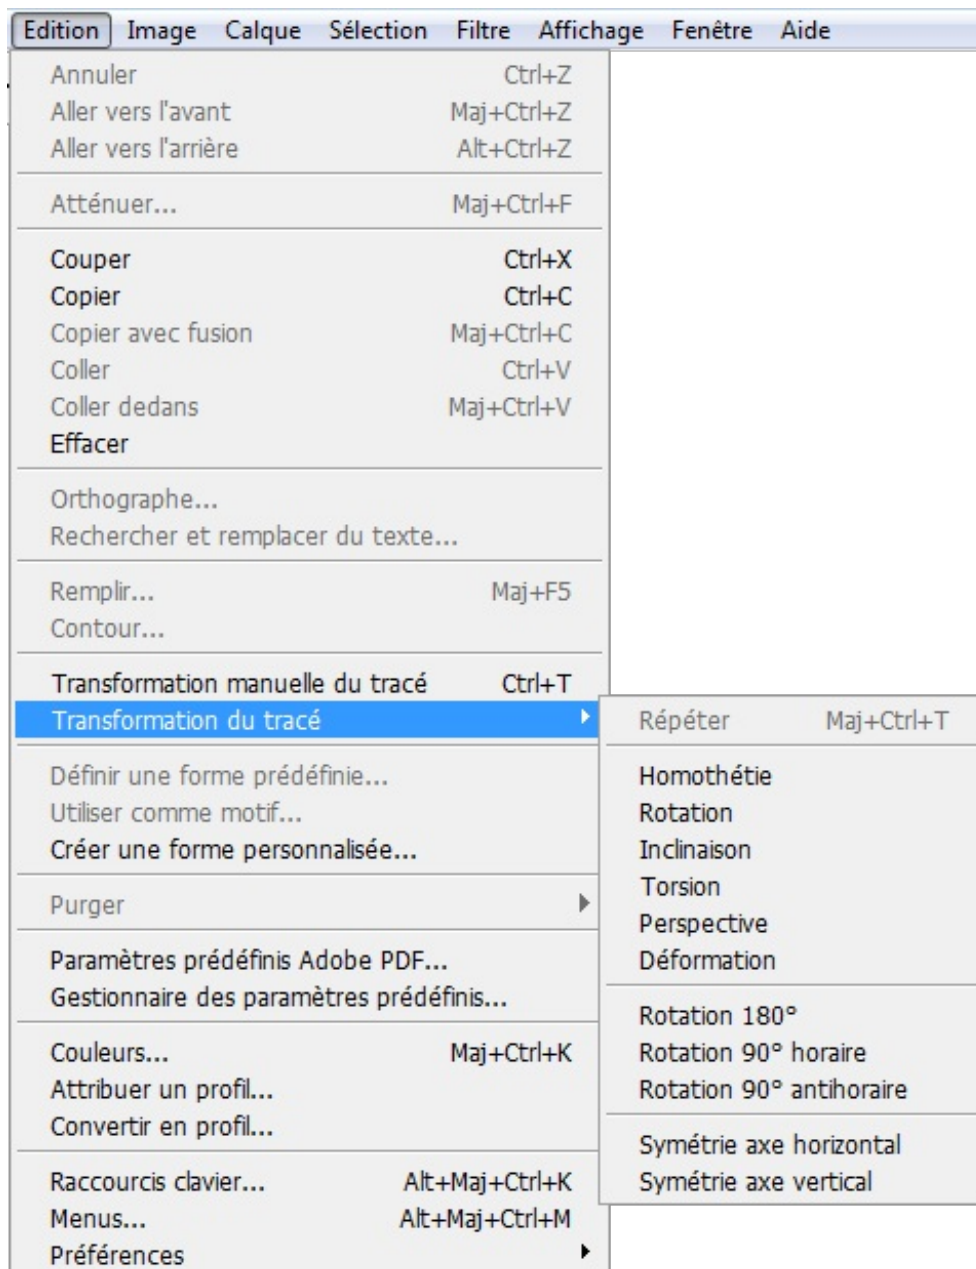 Edition Image Calque Sélection Filtre Affichage Fenêtre Aide
Annuler Ctrl+Z
Aller vers l'avant Maj+Ctrl+Z
Aller vers l'arrière Alt+Ctrl+Z
Atténuer... Maj+Ctrl+F
Couper Ctrl+X
Copier Ctrl+C
Copier avec fusion Maj+Ctrl+C
Coller Ctrl+V
Coller dedans Maj+Ctrl+V
Effacer
Orthographe...
Rechercher et remplacer du texte...
Remplir... Maj+F5
Contour...
Transformation manuelle du tracé Ctrl+T
Transformation du tracé
Définir une forme prédéfinie...
Utiliser comme motif...
Créer une forme personnalisée...
Purger
Paramètres prédéfinis Adobe PDF...
Gestionnaire des paramètres prédéfinis...
Couleurs... Maj+Ctrl+K
Attribuer un profil...
Convertir en profil...
Raccourcis clavier... Alt+Maj+Ctrl+K
Menus... Alt+Maj+Ctrl+M
Préférences
Répéter Maj+Ctrl+T
Homothétie
Rotation
Inclinaison
Torsion
Perspective
Déformation
Rotation 180°
Rotation 90° horaire
Rotation 90° antihoraire
Symétrie axe horizontal
Symétrie axe vertical